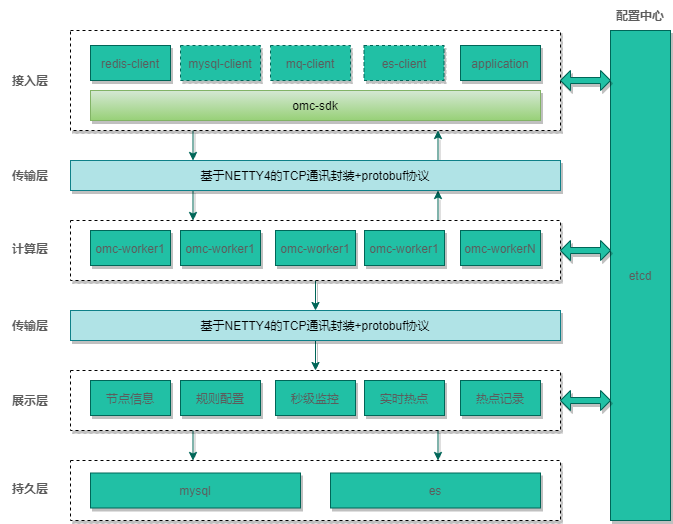 配置中心
接入层
redis-client
mysql-client
mq-client
es-client
application
omc-sdk
传输层
基于NETTY4的TCP通讯封装+protobuf协议
计算层
omc-worker1
omc-worker1
omc-worker1
omc-worker1
omc-workerN
etcd
传输层
基于NETTY4的TCP通讯封装+protobuf协议
展示层
节点信息
规则配置
秒级监控
实时热点
热点记录
持久层
mysql
es